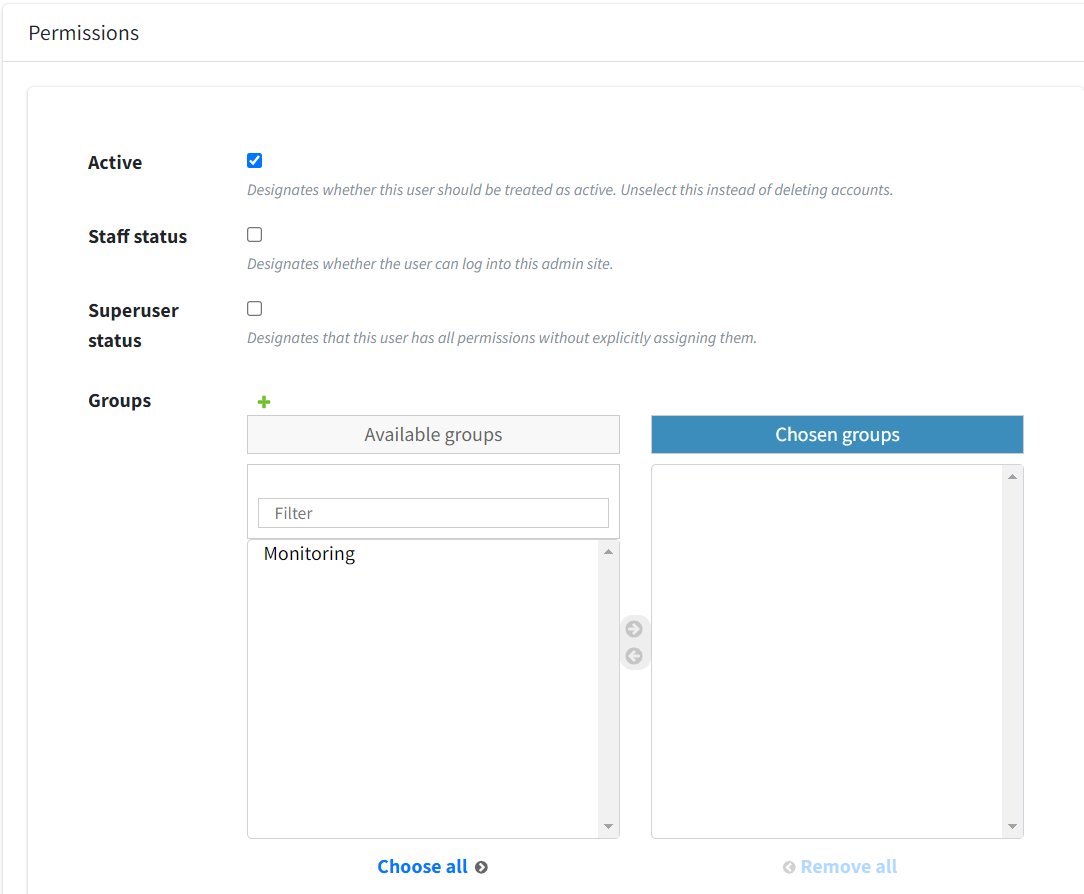 Permissions
Active
Designates whether this user should be treated as active. Unselect this instead of deleting accounts.
Staff status
Designates whether the user can log into this admin site.
Superuser
status
Designates that this user has all permissions without explicitly assigning them.
Groups
Available groups
Chosen groups
Filter
Monitoring
Choose all
Remove all